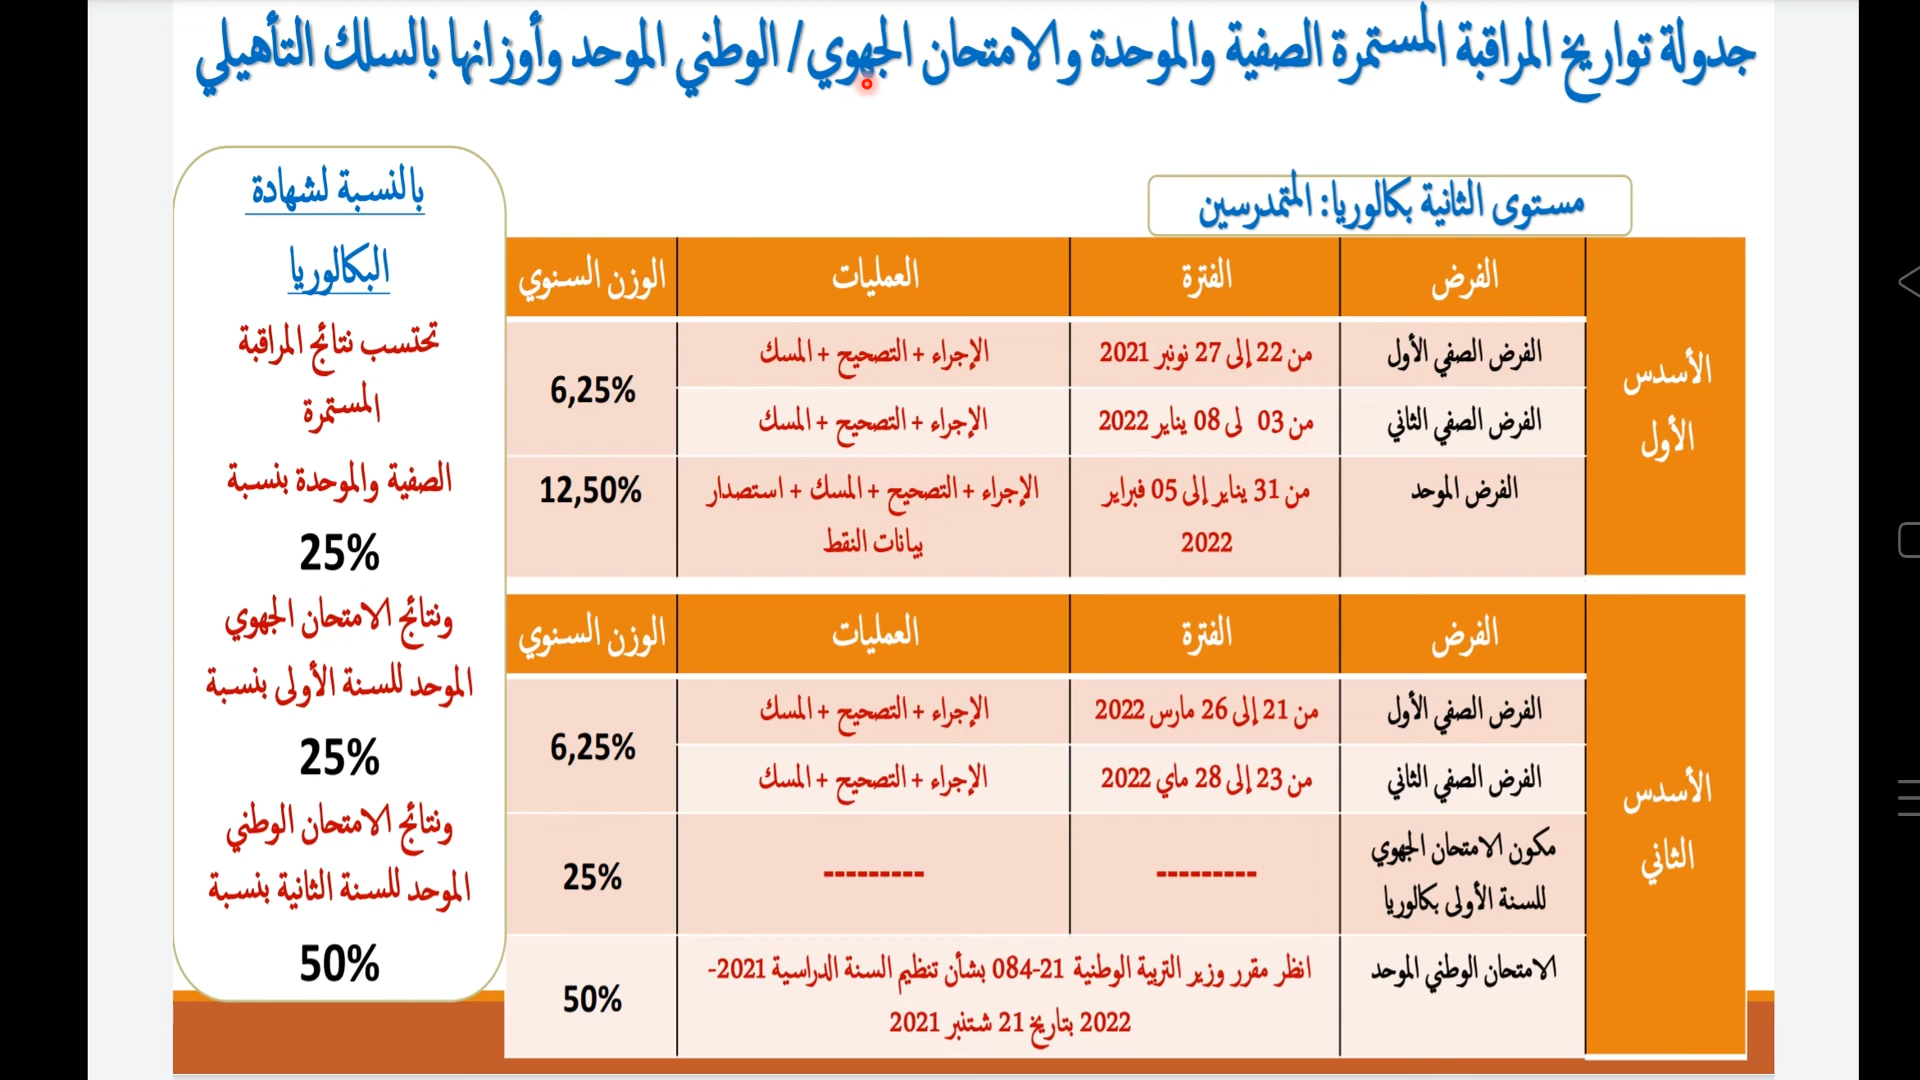 جدولة تواريخ المراقبة المستمرة الصفية والموحدة والامتحان الجهوي/ الوطني الموحد وأوزانها بالسلك التأهيلي
مستوى الثانية بكالوريا: المتمدرسين
الأسدس
الأول
الفرض الفترة العمليات الوزن السنوي
الفرض الصفي الأول من 22 إلى 27 نونبر 2021 الإجراء + التصحيح + المسك
6,25%
الفرض الصفي الثاني من 03 لى 08 يناير 2022 الإجراء + التصحيح + المسك
الفرض الموحد من 31 يناير إلى 05 فبراير الإجراء + التصحيح + المسك + استصدار 12,50%
2022 بيانات النقط
الأسدس
الثاني
الفرض الفترة العمليات الوزن السنوي
الفرض الصفي الأول من 21 إلى 26 مارس 2022 الإجراء + التصحيح + المسك
6,25%
الفرض الصفي الثاني من 23 إلى 28 ماي 2022 الإجراء + التصحيح + المسك
مكون الامتحان الجهوي
للسنة الأولى بكالوريا
--------- --------- 25%
الامتحان الوطني الموحد انظر مقرر وزير التربية الوطنية 21-084 بشأن تنظيم السنة الدراسية 2021-
2022 بتاريخ 21 شتنبر 2021
50%
بالنسبة لشهادة
البكالوريا
تحتسب نتائج المراقبة
المستمرة
الصفية والموحدة بنسبة
25%
ونتائج الامتحان الجهوي
الموحد للسنة الأولى بنسبة
25%
ونتائج الامتحان الوطني
الموحد للسنة الثانية بنسبة
50%